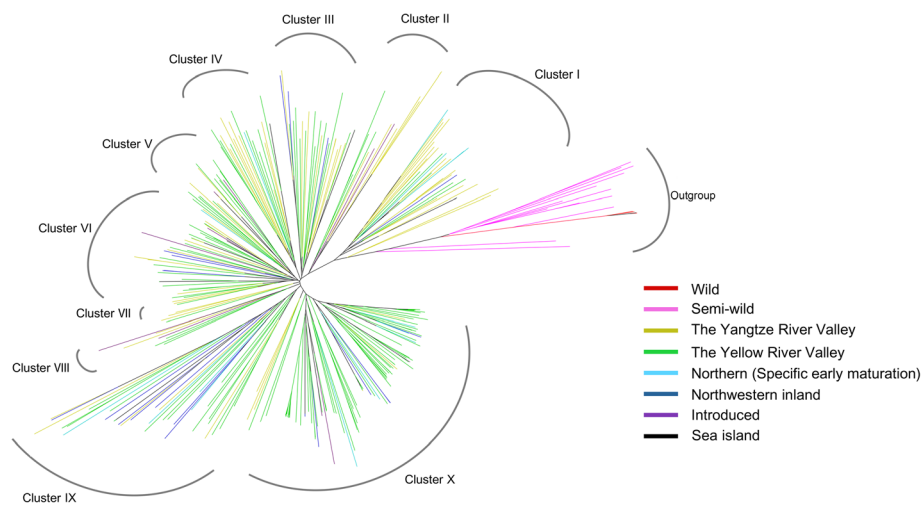 Cluster III
Cluster II
Cluster IV
Cluster I
Cluster V
Outgroup
Cluster VI
Cluster VII
Cluster VIII
Cluster IX
Cluster X
Wild
Semi-wild
The Yangtze River Valley
The Yellow River Valley
Northern (Specific early maturation)
Northwestern inland
Introduced
Sea island